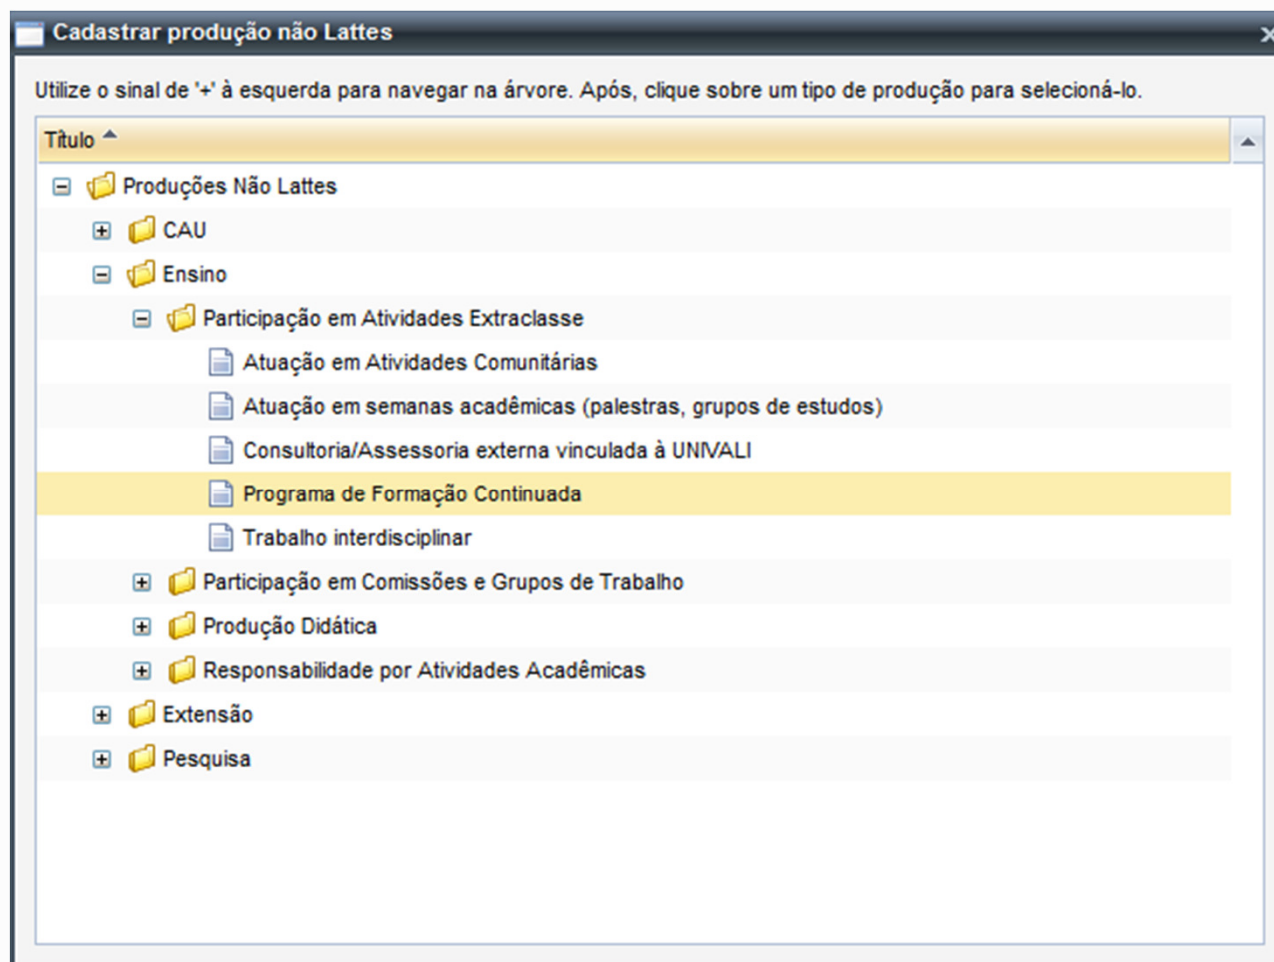 Cadastrar produção não Lattes
Utilize o sinal de '+' à esquerda para navegar na árvore. Após, clique sobre um tipo de produção para selecioná-lo.
Título
Produções Não Lattes
CAU
Ensino
Participação em Atividades Extraclasse
Atuação em Atividades Comunitárias
Atuação em semanas acadêmicas (palestras, grupos de estudos)
Consultoria/Assessoria externa vinculada à UNIVALI
Programa de Formação Continuada
Trabalho interdisciplinar
Participação em Comissões e Grupos de Trabalho
Produção Didática
Responsabilidade por Atividades Acadêmicas
Extensão
Pesquisa